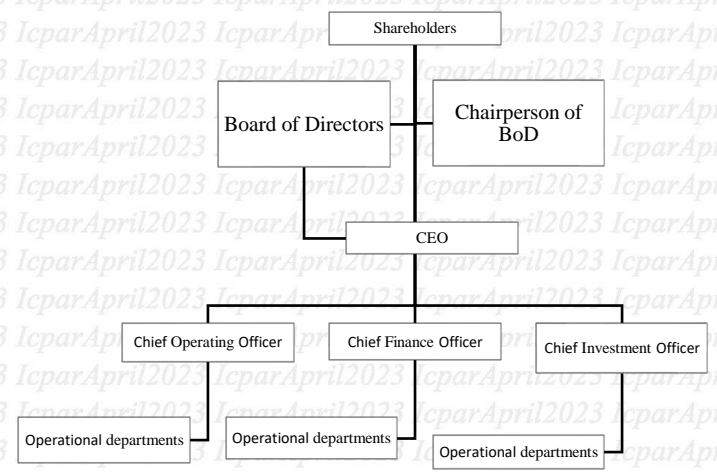 Shareholders
Board of Directors
Chairperson of
BoD
CEO
Chief Operating Officer
Chief Finance Officer
Chief Investment Officer
Operational departments
Operational departments
Operational departments
IcparApril2023